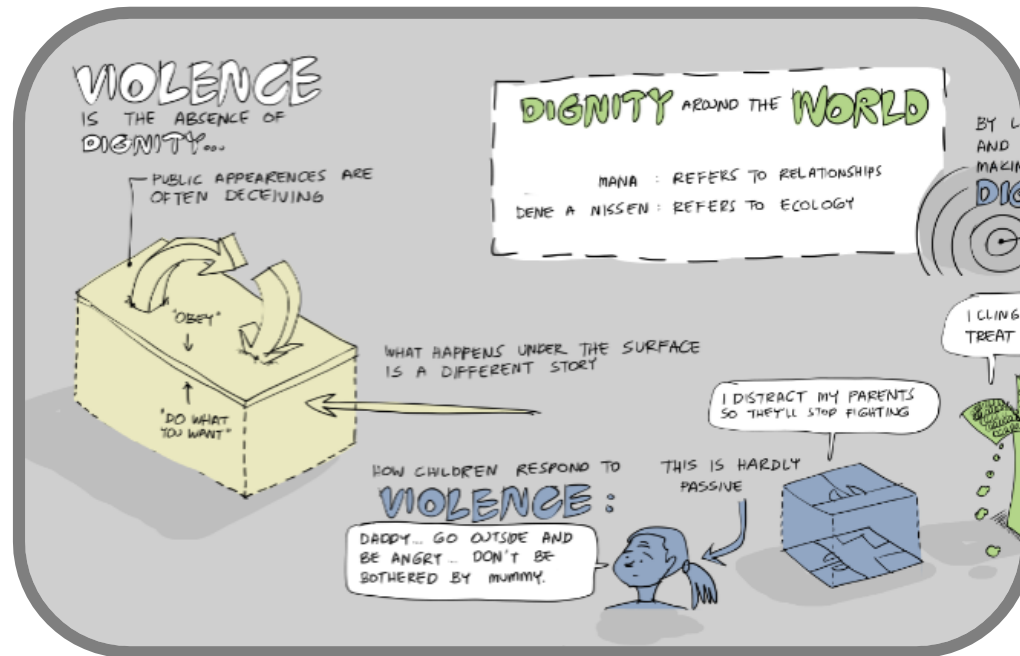 VIOLENCE
IS THE ABSENCE OF
DIGNITY...
PUBLIC APPEARENCES ARE
OFTEN DECEIVING
"OBEY"
"DO WHAT
YOU WANT"
WHAT HAPPENS UNDER THE SURFACE
IS A DIFFERENT STORY
DIGNITY AROUND THE WORLD
MANA : REFERS TO RELATIONSHIPS
DENE A NISSEN : REFERS TO ECOLOGY
BY L
AND
MAKIN
DIG
I CLING
TREAT
I DISTRACT MY PARENTS
SO THEY'LL STOP FIGHTING
HOW CHILDREN RESPOND TO
VIOLENCE :
THIS IS HARDLY
PASSIVE
DADDY... GO OUTSIDE AND
BE ANGRY... DON'T BE
BOTHERED BY MUMMY.